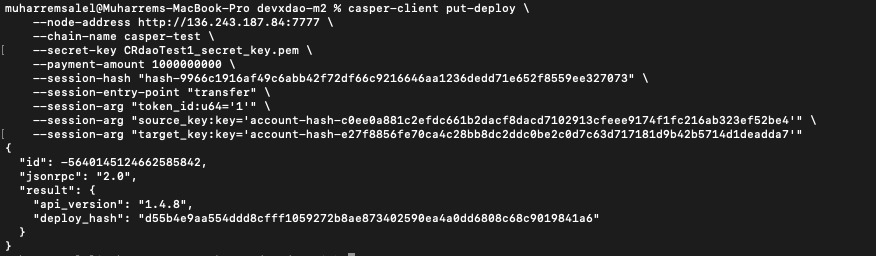 muharremsalel@Muharrems-MacBook-Pro devxdao-m2 % casper-client put-deploy \
--node-address http://136.243.187.84:7777 \
--chain-name casper-test \
[ --secret-key CRdaoTest1_secret_key.pem \
--payment-amount 1000000000 \
--session-hash "hash-9966c1916af49c6abb42f72df66c9216646aa1236dedd71e652f8559ee327073" \
--session-entry-point "transfer" \
--session-arg "token_id:u64='1'" \
--session-arg "source_key:key='account-hash-c0ee0a881c2efdc661b2dacf8dacd7102913cfeee9174f1fc216ab323ef52be4'" \
[ --session-arg "target_key:key='account-hash-e27f8856fe70ca4c28bb8dc2ddc0be2c0d7c63d717181d9b42b5714d1deadda7'"
{
"id": -5640145124662585842,
"jsonrpc": "2.0",
"result": {
"api_version": "1.4.8",
"deploy_hash": "d55b4e9aa554ddd8cfff1059272b8ae873402590ea4a0dd6808c68c9019841a6"
}
}